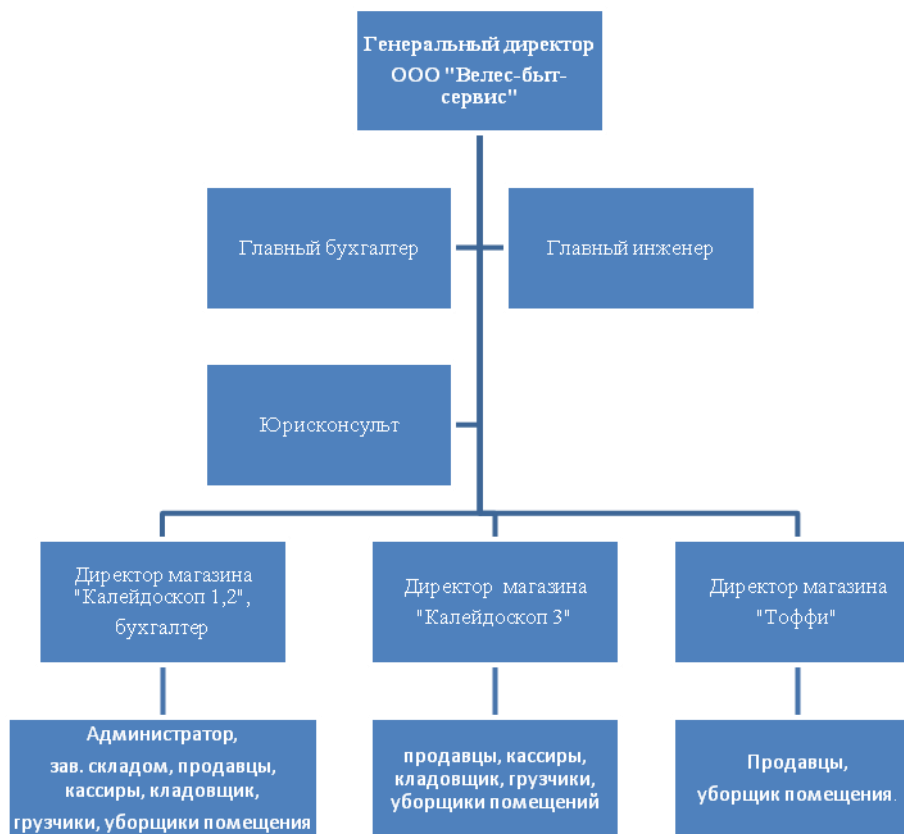 Генеральный директор
ООО "Велес-быт-
сервис"
Главный бухгалтер
Главный инженер
Юрисконсульт
Директор магазина
"Калейдоскоп 1,2",
бухгалтер
Директор магазина
"Калейдоскоп 3"
Директор магазина
"Тоффи"
Администратор,
зав. складом, продавцы,
кассиры, кладовщик,
грузчики, уборщики помещения
продавцы, кассиры,
кладовщик, грузчики,
уборщики помещений
Продавцы,
уборщик помещения.